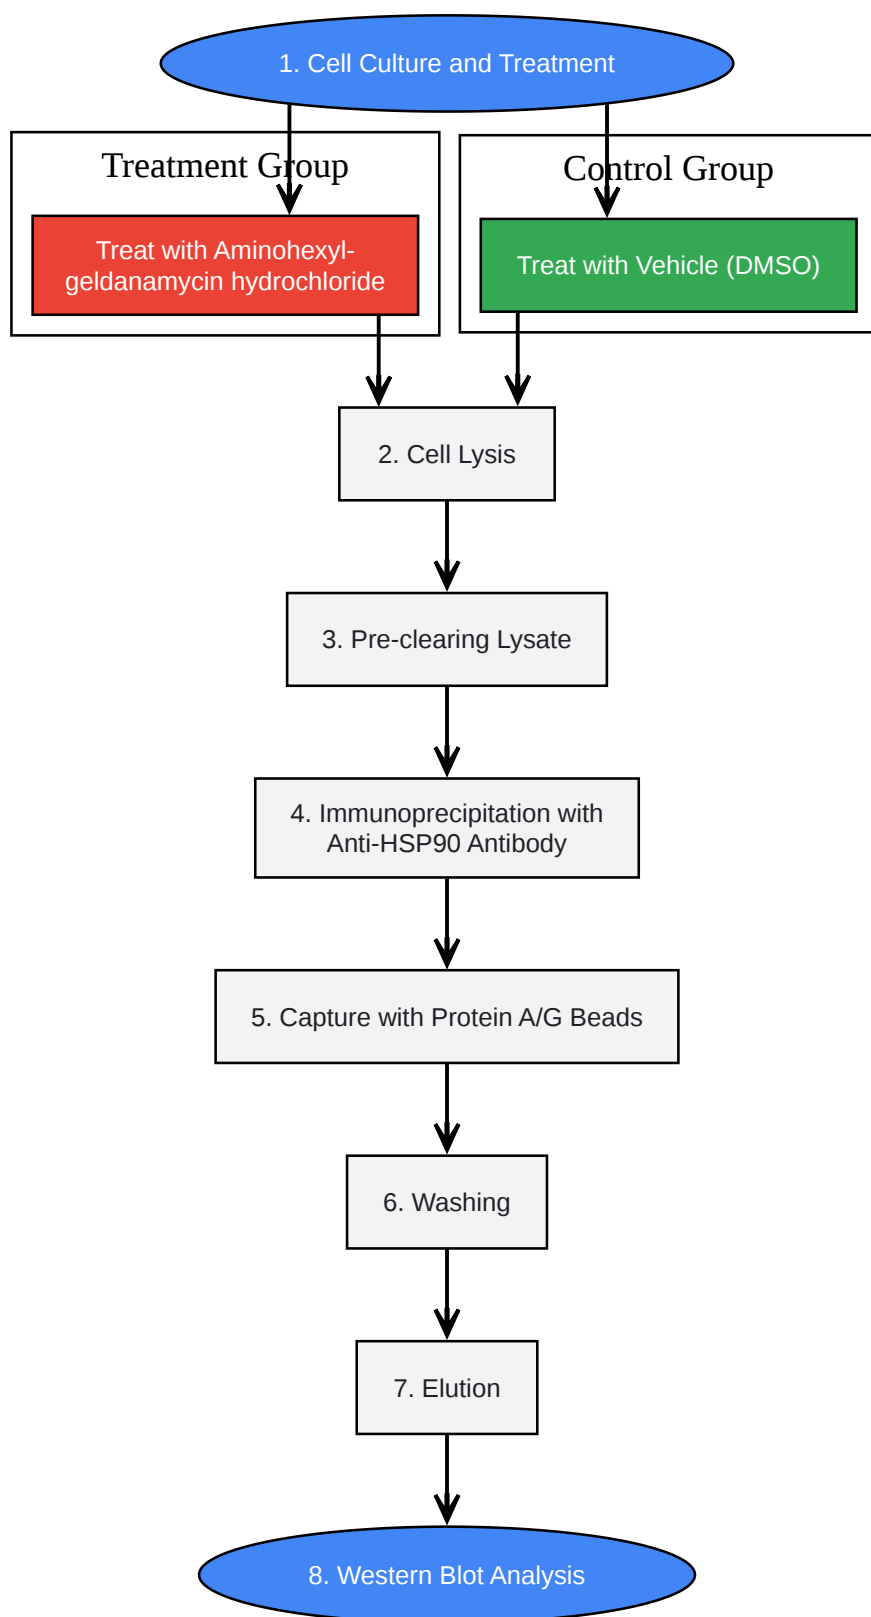 1. Cell Culture and Treatment
Treatment Group
Control Group
Treat with Aminohexyl-
geldanamycin hydrochloride
Treat with Vehicle (DMSO)
2. Cell Lysis
3. Pre-clearing Lysate
4. Immunoprecipitation with
Anti-HSP90 Antibody
5. Capture with Protein A/G Beads
6. Washing
7. Elution
8. Western Blot Analysis